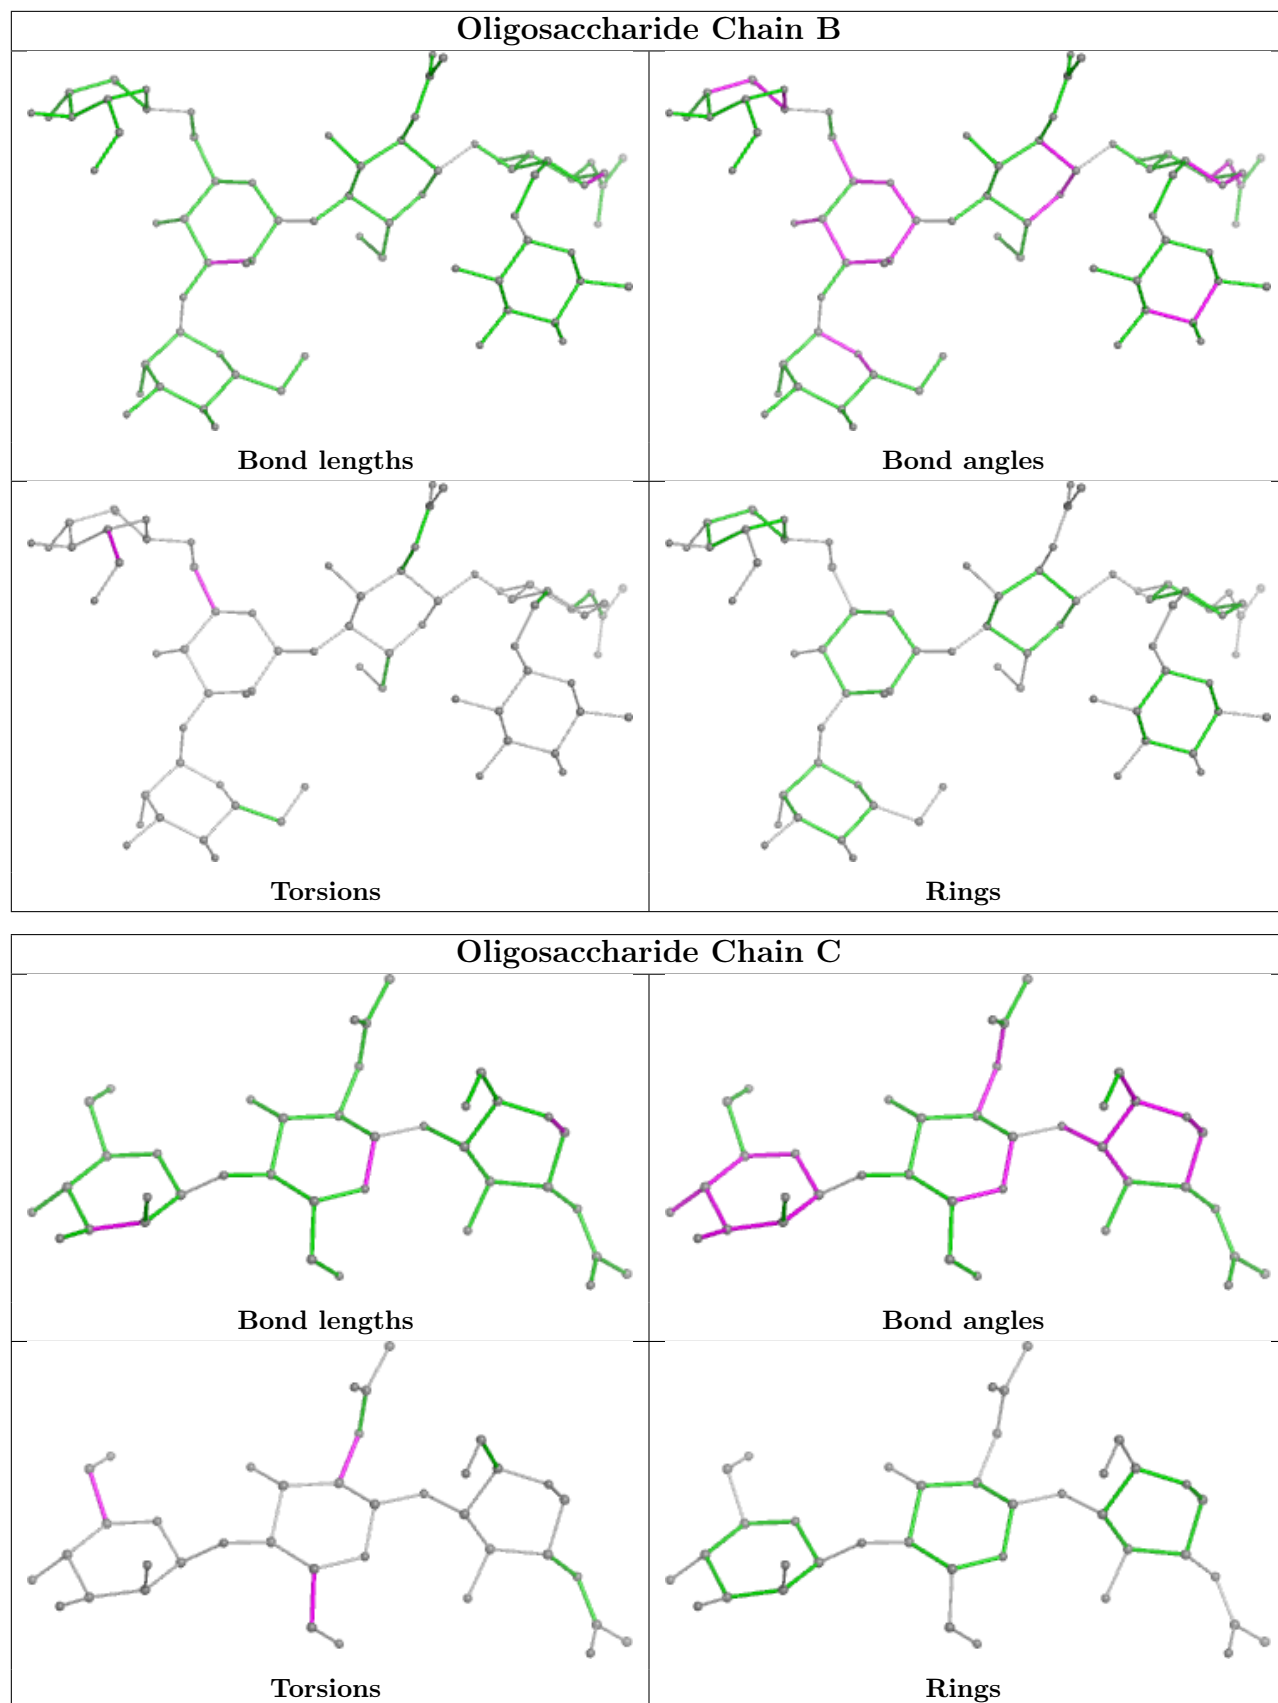 Oligosaccharide Chain B
Bond lengths
Bond angles
Torsions
Rings
Oligosaccharide Chain C
Bond lengths
Bond angles
Torsions
Rings